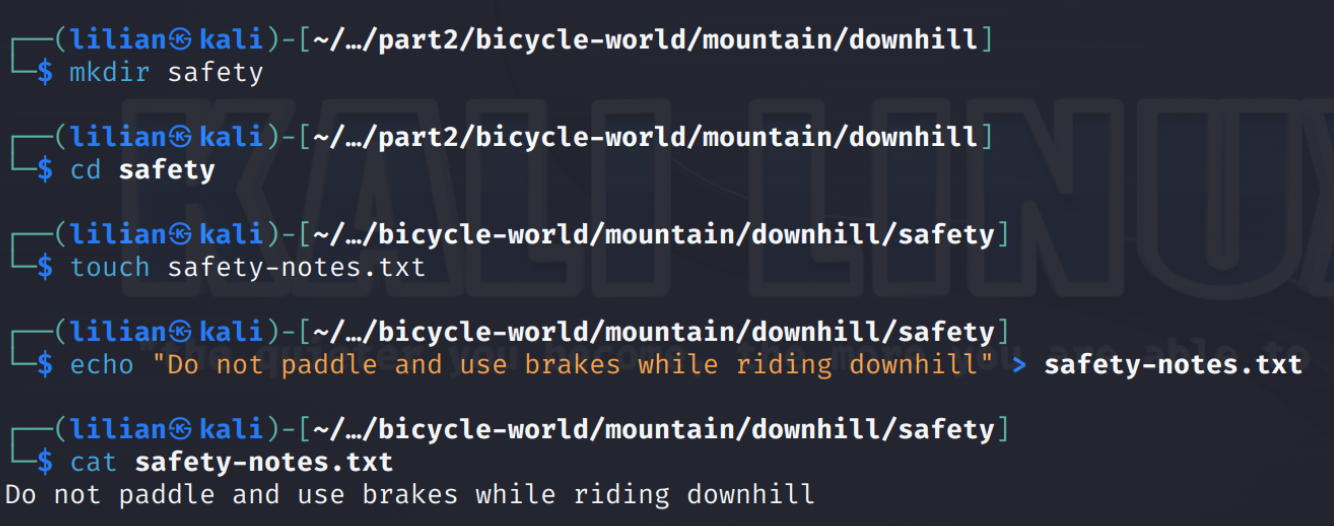 (lilian㉿kali)-[~/…/part2/bicycle-world/mountain/downhill]
$ mkdir safety
(lilian㉿kali)-[~/…/part2/bicycle-world/mountain/downhill]
$ cd safety
(lilian㉿kali)-[~/…/bicycle-world/mountain/downhill/safety]
$ touch safety-notes.txt
(lilian㉿kali)-[~/…/bicycle-world/mountain/downhill/safety]
$ echo "Do not paddle and use brakes while riding downhill" > safety-notes.txt
(lilian㉿kali)-[~/…/bicycle-world/mountain/downhill/safety]
$ cat safety-notes.txt
Do not paddle and use brakes while riding downhill
KALI LINUX